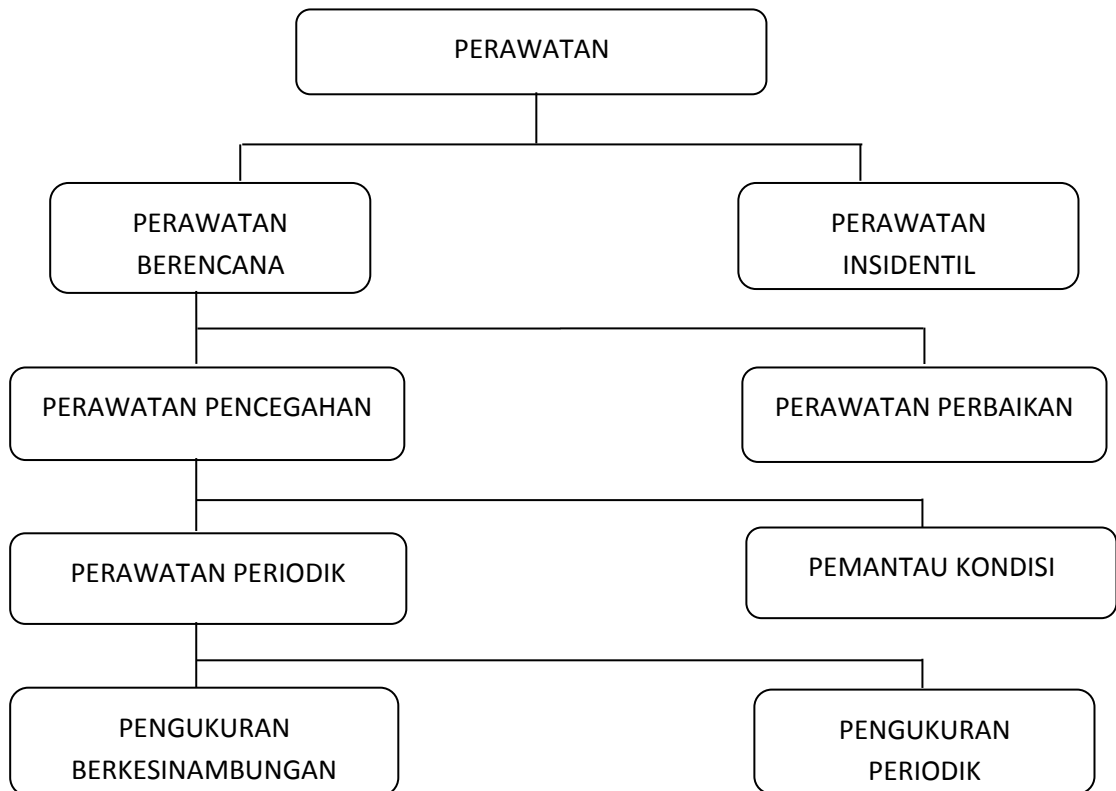 PERAWATAN
PERAWATAN
BERENCANA
PERAWATAN
INSIDENTIL
PERAWATAN PENCEGAHAN
PERAWATAN PERBAIKAN
PERAWATAN PERIODIK
PEMANTAU KONDISI
PENGUKURAN
BERKESINAMBUNGAN
PENGUKURAN
PERIODIK